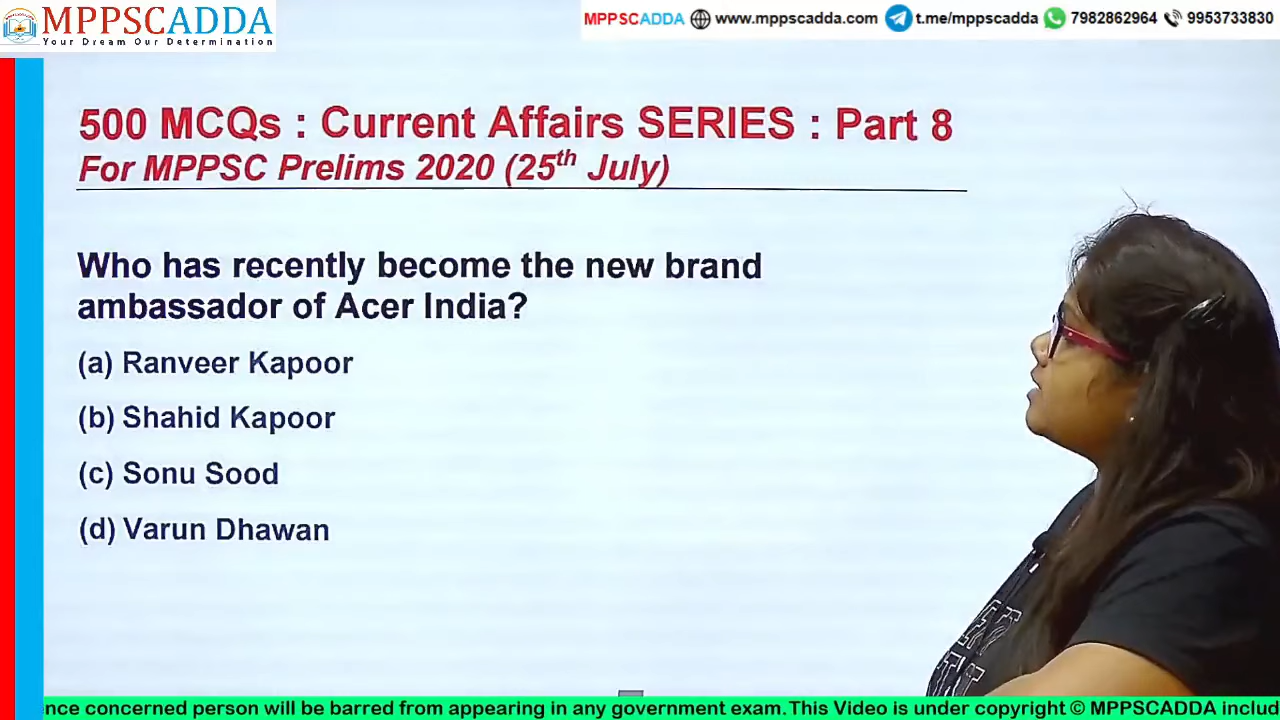 MPPSCADDA
Your Dream Our Determination
MPPSCADDA www.mppscadda.com t.me/mppscadda 7982862964 9953733830
500 MCQs : Current Affairs SERIES : Part 8
For MPPSC Prelims 2020 (25th July)
Who has recently become the new brand
ambassador of Acer India?
(a) Ranveer Kapoor
(b) Shahid Kapoor
(c) Sonu Sood
(d) Varun Dhawan
nce concerned person will be barred from appearing in any government exam.This Video is under copyright © MPPSCADDA includ